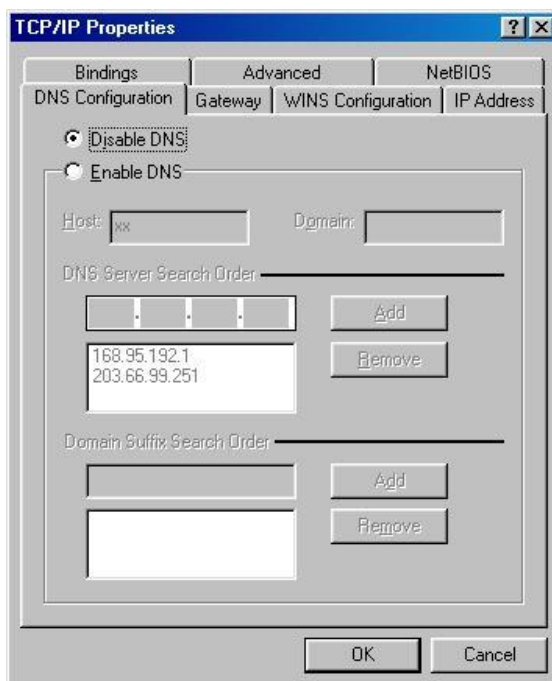 TCP/IP Properties
Bindings Advanced NetBIOS
DNS Configuration Gateway WINS Configuration IP Address
Disable DNS
Enable DNS
Host: xx Domain:
DNS Server Search Order
. . . Add
168.95.192.1
203.66.99.251
Remove
Domain Suffix Search Order
Add
Remove
OK Cancel